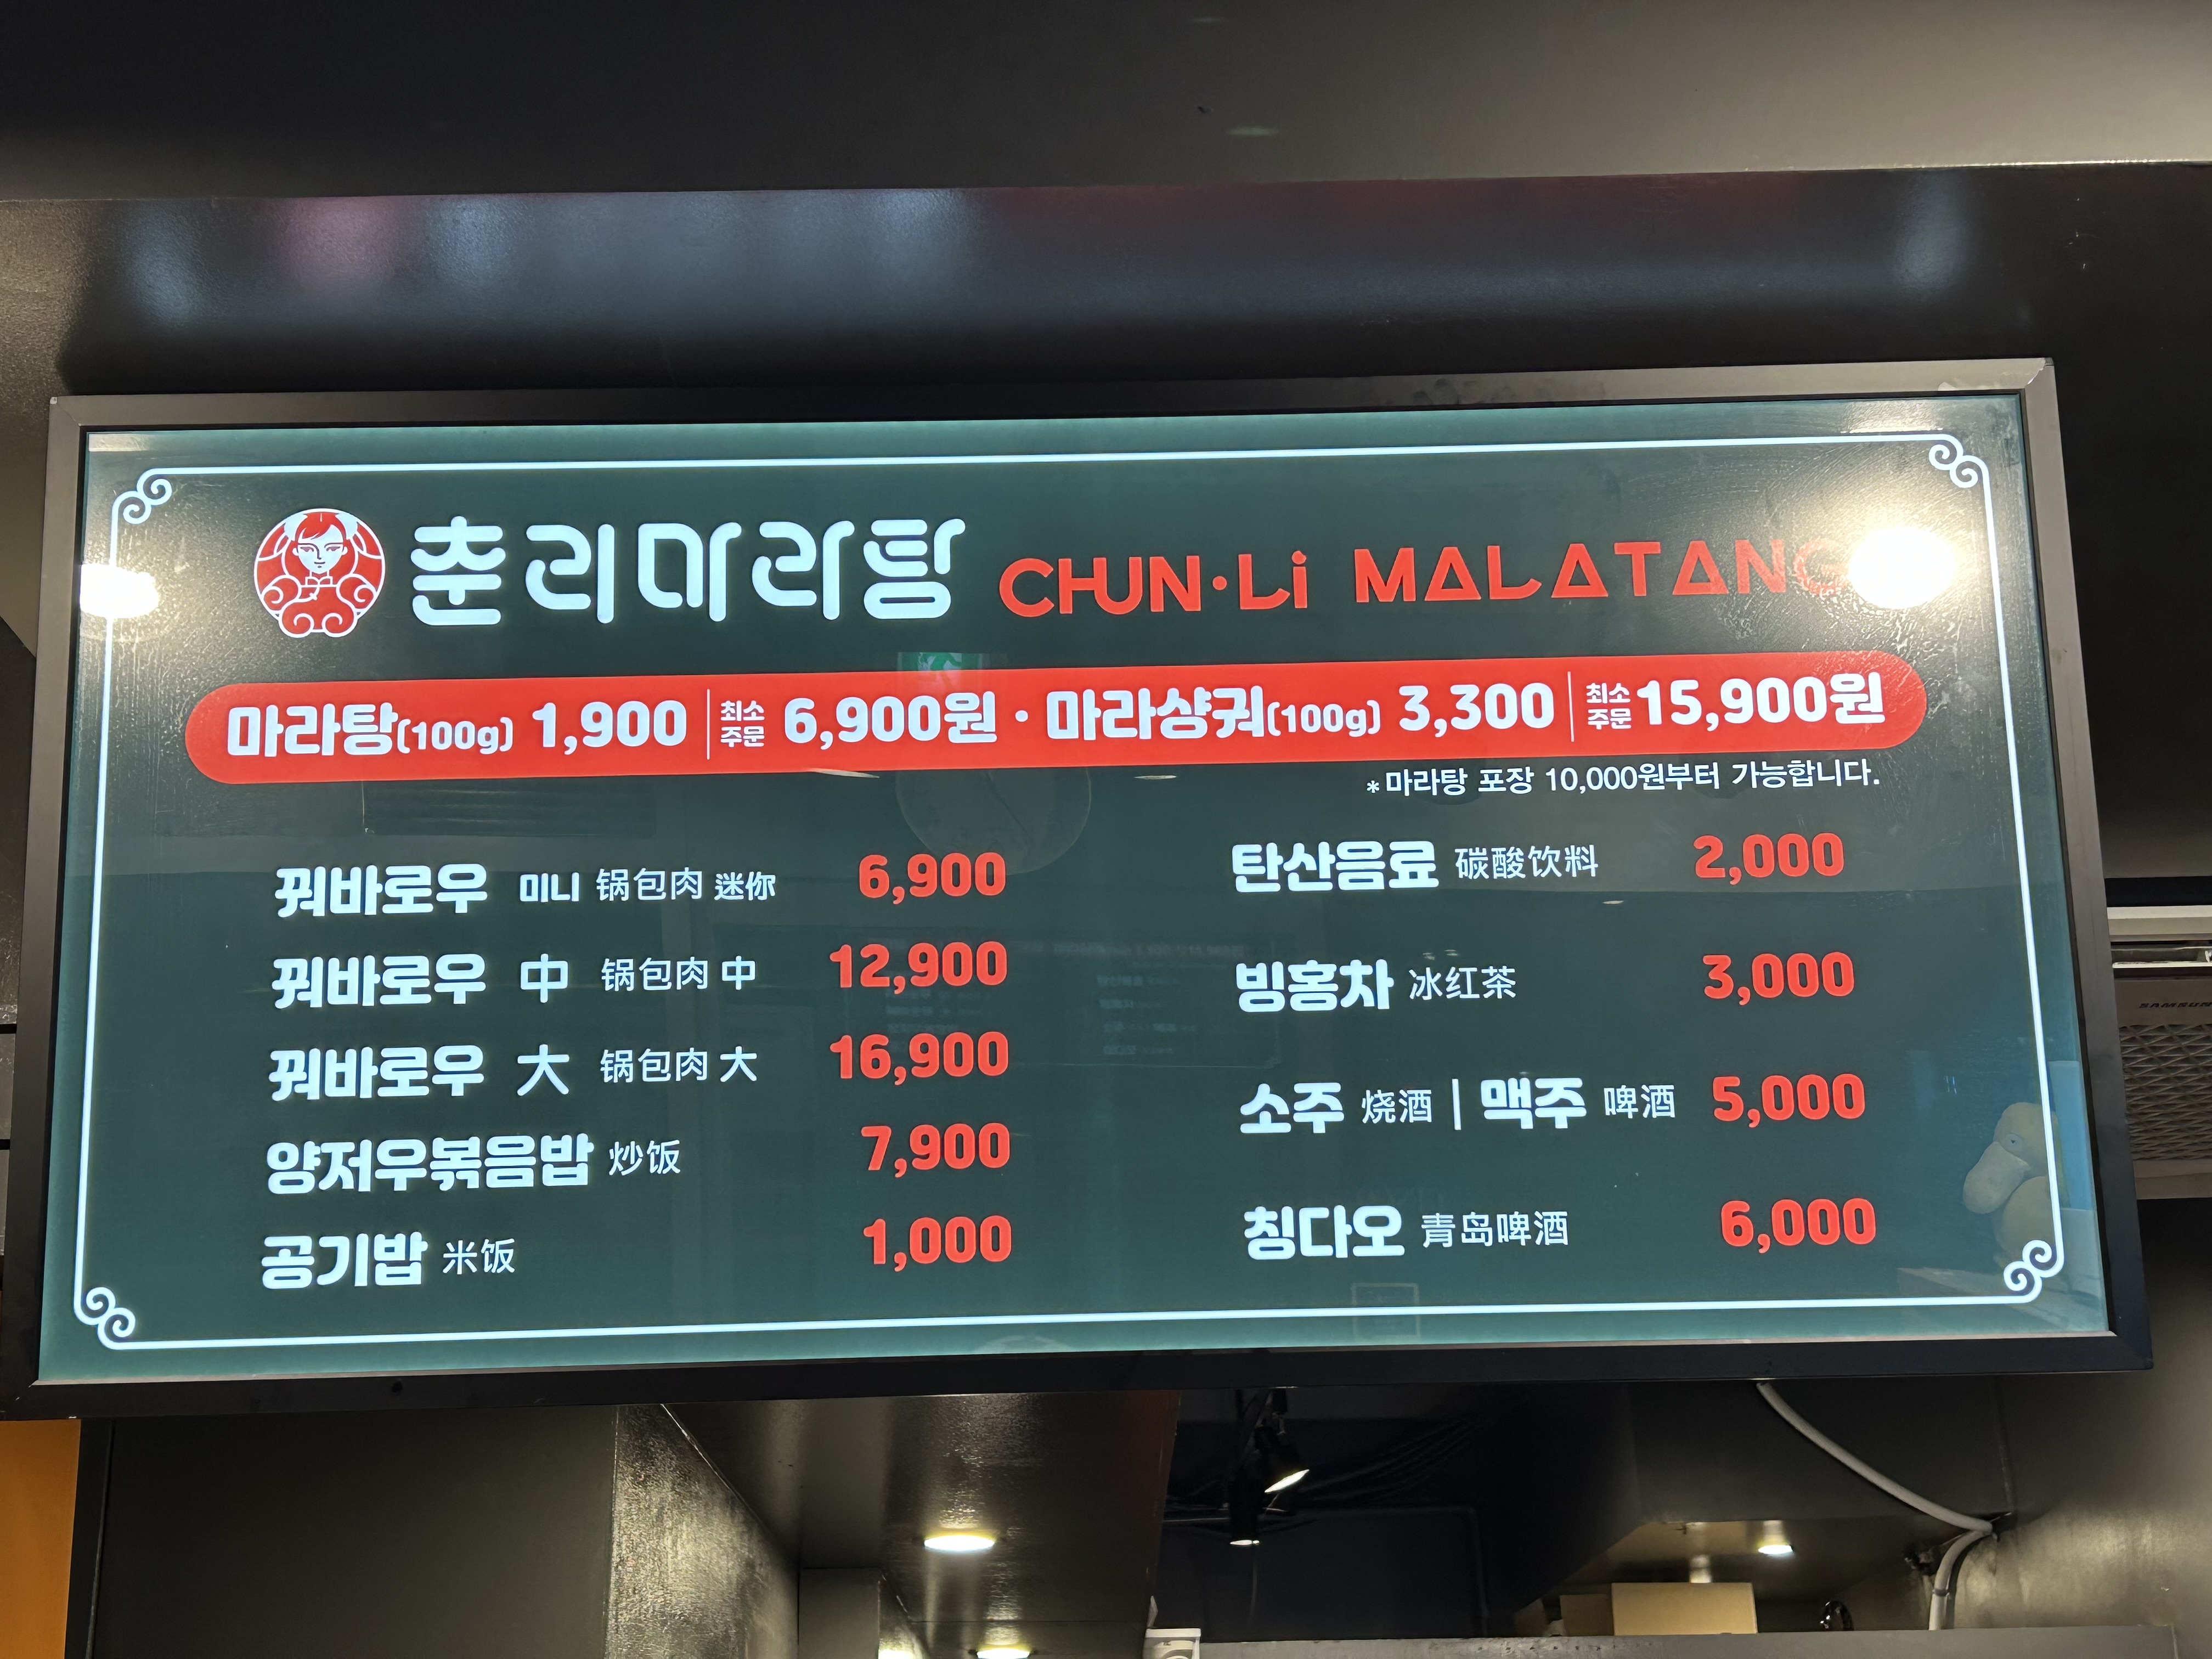 춘리마라탕 CHUN·Li MALATANG
마라탕(100g) 1,900 | 최소주문 6,900원 · 마라샹궈(100g) 3,300 | 최소주문 15,900원
*마라탕 포장 10,000원부터 가능합니다.
꿔바로우 미니 锅包肉 迷你 6,900
꿔바로우 中 锅包肉 中 12,900
꿔바로우 大 锅包肉 大 16,900
양저우볶음밥 炒饭 7,900
공기밥 米饭 1,000
탄산음료 碳酸饮料 2,000
빙홍차 冰红茶 3,000
소주 烧酒 | 맥주 啤酒 5,000
칭다오 青岛啤酒 6,000
SAMSUNG